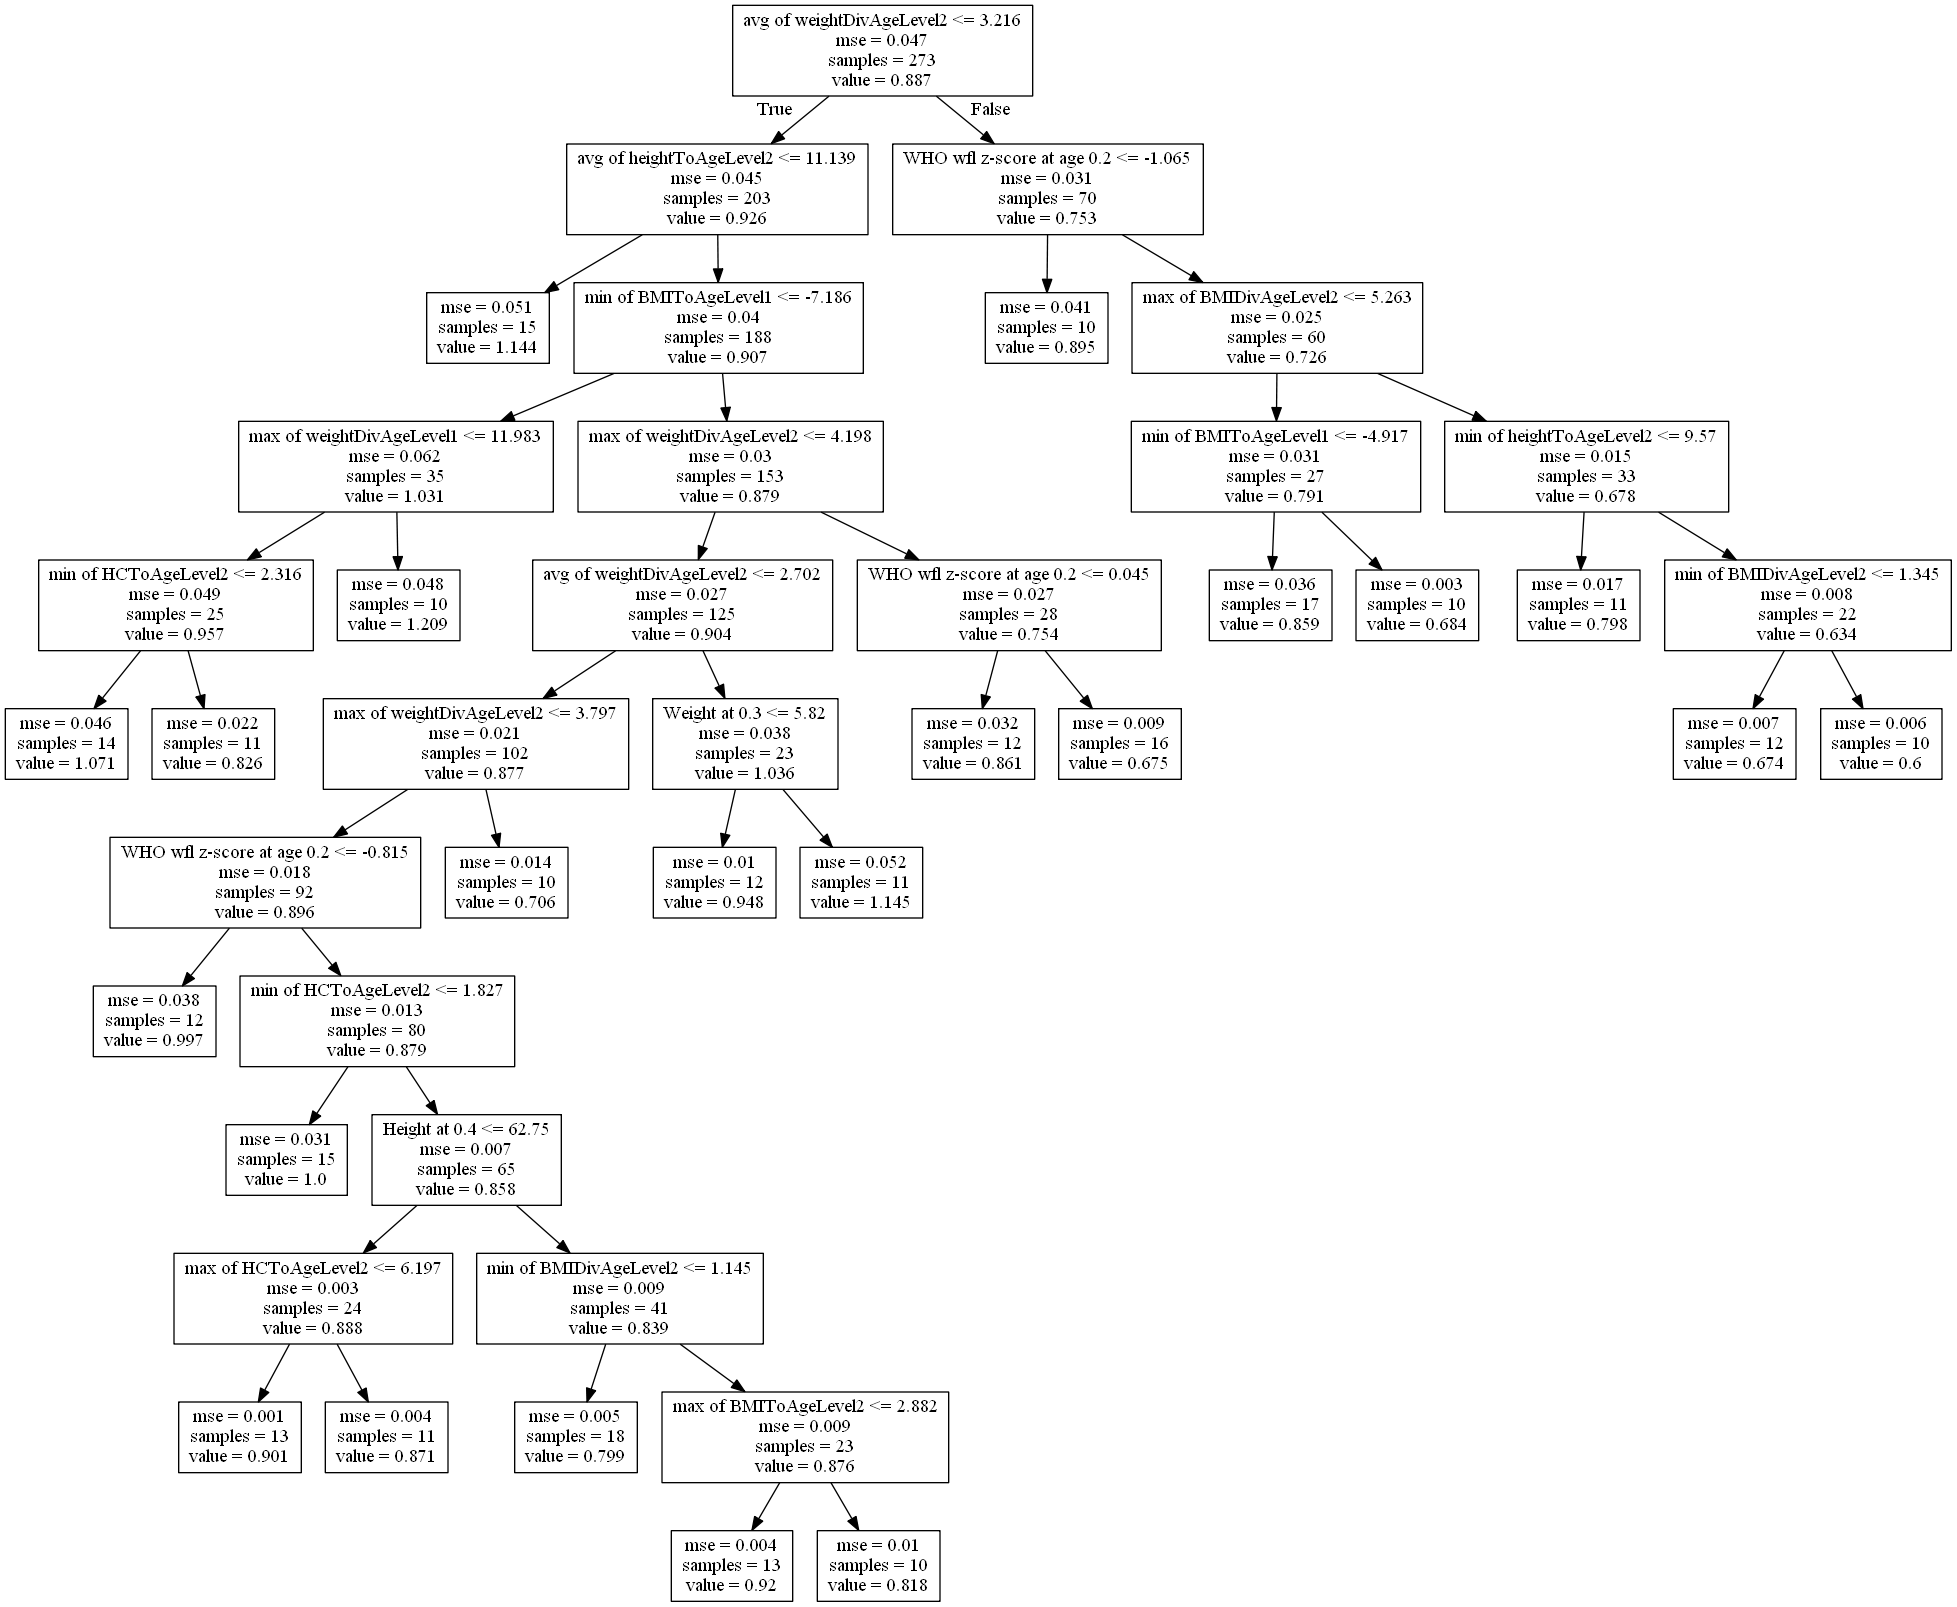 avg of weightDivAgeLevel2 <= 3.216
mse = 0.047
samples = 273
value = 0.887
True
False
avg of heightToAgeLevel2 <= 11.139
mse = 0.045
samples = 203
value = 0.926
WHO wfl z-score at age 0.2 <= -1.065
mse = 0.031
samples = 70
value = 0.753
mse = 0.051
samples = 15
value = 1.144
min of BMIToAgeLevel1 <= -7.186
mse = 0.04
samples = 188
value = 0.907
mse = 0.041
samples = 10
value = 0.895
max of BMIDivAgeLevel2 <= 5.263
mse = 0.025
samples = 60
value = 0.726
max of weightDivAgeLevel1 <= 11.983
mse = 0.062
samples = 35
value = 1.031
max of weightDivAgeLevel2 <= 4.198
mse = 0.03
samples = 153
value = 0.879
min of BMIToAgeLevel1 <= -4.917
mse = 0.031
samples = 27
value = 0.791
min of heightToAgeLevel2 <= 9.57
mse = 0.015
samples = 33
value = 0.678
min of HCToAgeLevel2 <= 2.316
mse = 0.049
samples = 25
value = 0.957
mse = 0.048
samples = 10
value = 1.209
avg of weightDivAgeLevel2 <= 2.702
mse = 0.027
samples = 125
value = 0.904
WHO wfl z-score at age 0.2 <= 0.045
mse = 0.027
samples = 28
value = 0.754
mse = 0.036
samples = 17
value = 0.859
mse = 0.003
samples = 10
value = 0.684
mse = 0.017
samples = 11
value = 0.798
min of BMIDivAgeLevel2 <= 1.345
mse = 0.008
samples = 22
value = 0.634
mse = 0.046
samples = 14
value = 1.071
mse = 0.022
samples = 11
value = 0.826
max of weightDivAgeLevel2 <= 3.797
mse = 0.021
samples = 102
value = 0.877
Weight at 0.3 <= 5.82
mse = 0.038
samples = 23
value = 1.036
mse = 0.032
samples = 12
value = 0.861
mse = 0.009
samples = 16
value = 0.675
mse = 0.007
samples = 12
value = 0.674
mse = 0.006
samples = 10
value = 0.6
WHO wfl z-score at age 0.2 <= -0.815
mse = 0.018
samples = 92
value = 0.896
mse = 0.014
samples = 10
value = 0.706
mse = 0.01
samples = 12
value = 0.948
mse = 0.052
samples = 11
value = 1.145
mse = 0.038
samples = 12
value = 0.997
min of HCToAgeLevel2 <= 1.827
mse = 0.013
samples = 80
value = 0.879
mse = 0.031
samples = 15
value = 1.0
Height at 0.4 <= 62.75
mse = 0.007
samples = 65
value = 0.858
max of HCToAgeLevel2 <= 6.197
mse = 0.003
samples = 24
value = 0.888
min of BMIDivAgeLevel2 <= 1.145
mse = 0.009
samples = 41
value = 0.839
mse = 0.001
samples = 13
value = 0.901
mse = 0.004
samples = 11
value = 0.871
mse = 0.005
samples = 18
value = 0.799
max of BMIToAgeLevel2 <= 2.882
mse = 0.009
samples = 23
value = 0.876
mse = 0.004
samples = 13
value = 0.92
mse = 0.01
samples = 10
value = 0.818